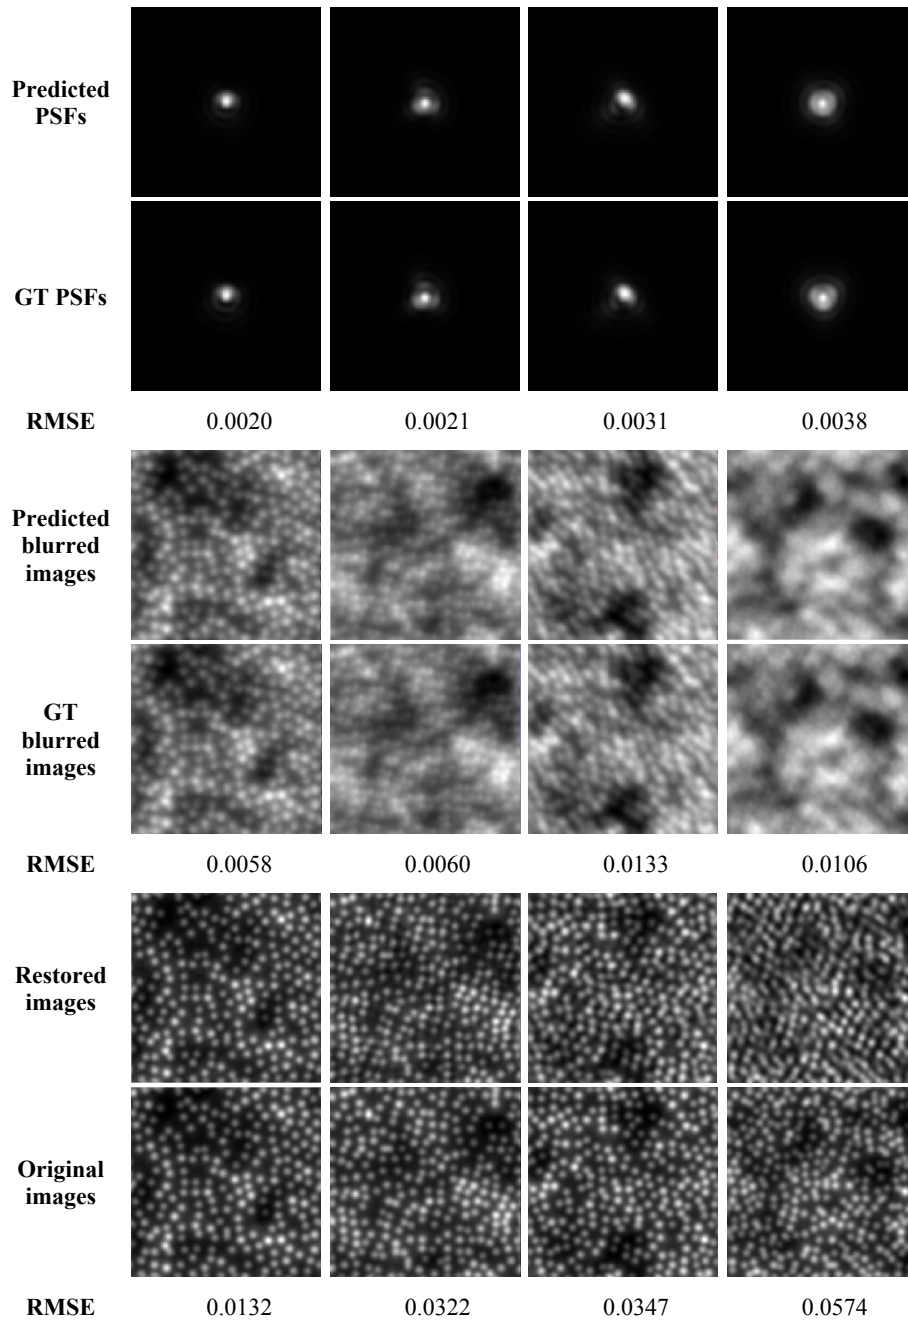 Predicted
PSFs
GT PSFs
RMSE 0.0020 0.0021 0.0031 0.0038
Predicted
blurred
images
GT
blurred
images
RMSE 0.0058 0.0060 0.0133 0.0106
Restored
images
Original
images
RMSE 0.0132 0.0322 0.0347 0.0574